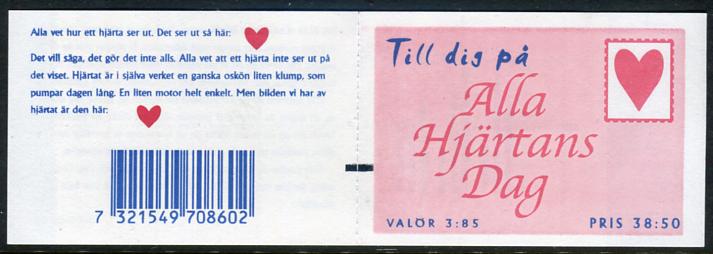 Alla vet hur ett hjärta ser ut. Det ser ut så här:
Det vill säga, det gör det inte alls. Alla vet att ett hjärta inte ser ut på
det viset. Hjärtat är i själva verket en ganska oskön liten klump, som
pumpar dagen lång. En liten motor helt enkelt. Men bilden vi har av
hjärtat är den här:
7 321549 708602
Till dig på
Alla
Hjärtans
Dag
VALÖR 3:85
PRIS 38:50